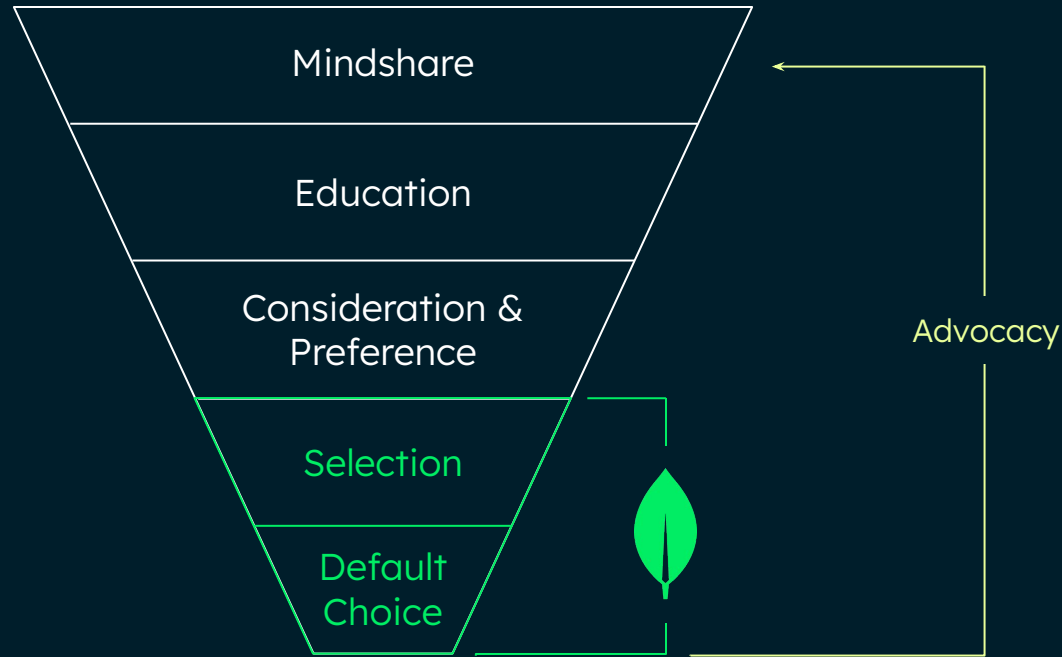 Mindshare
Education
Consideration &
Preference
Advocacy
Selection
Default
Choice